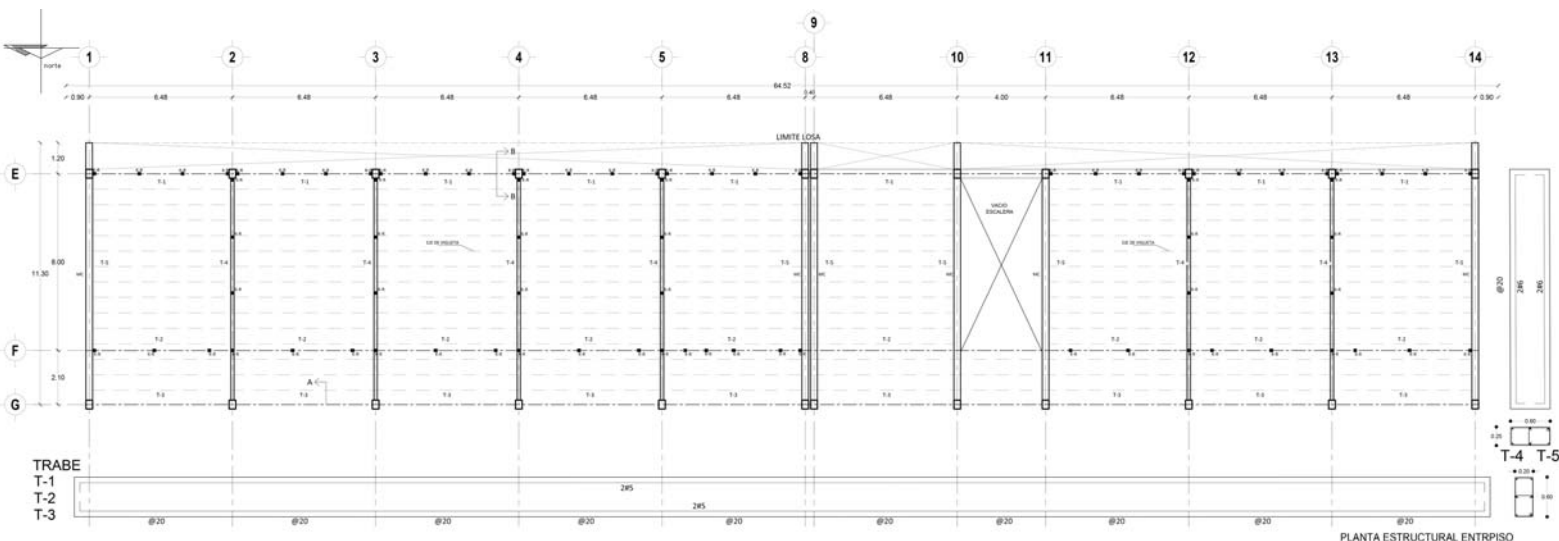 9
1 2 3 4 5 8 10 11 12 13 14
norte
64.52
0.90 6.48 6.48 6.48 6.48 6.48 0.40 6.48 4.00 6.48 6.48 6.48 0.90
LIMITE LOSA
B
1.20
E
T-1 T-1 T-1 T-1 T-1 T-1 T-1 T-1 T-1
B
VACIO
ESCALERA
11.30
T-5 T-4 T-4 T-4 T-4 T-5 T-5 T-5 T-5 T-4 T-4 T-5
@20
2#6
2#6
F
T-2 T-2 T-2 T-2 T-2 T-2 T-2 T-2 T-2
2.10
A
G
T-3 T-3 T-3 T-3 T-3 T-3 T-3 T-3 T-3
0.60
0.25
T-4 T-5
TRABE
T-1
T-2
T-3
2#5
2#5
@20 @20 @20 @20 @20 @20 @20 @20 @20 @20
0.60
PLANTA ESTRUCTURAL ENTRPISO